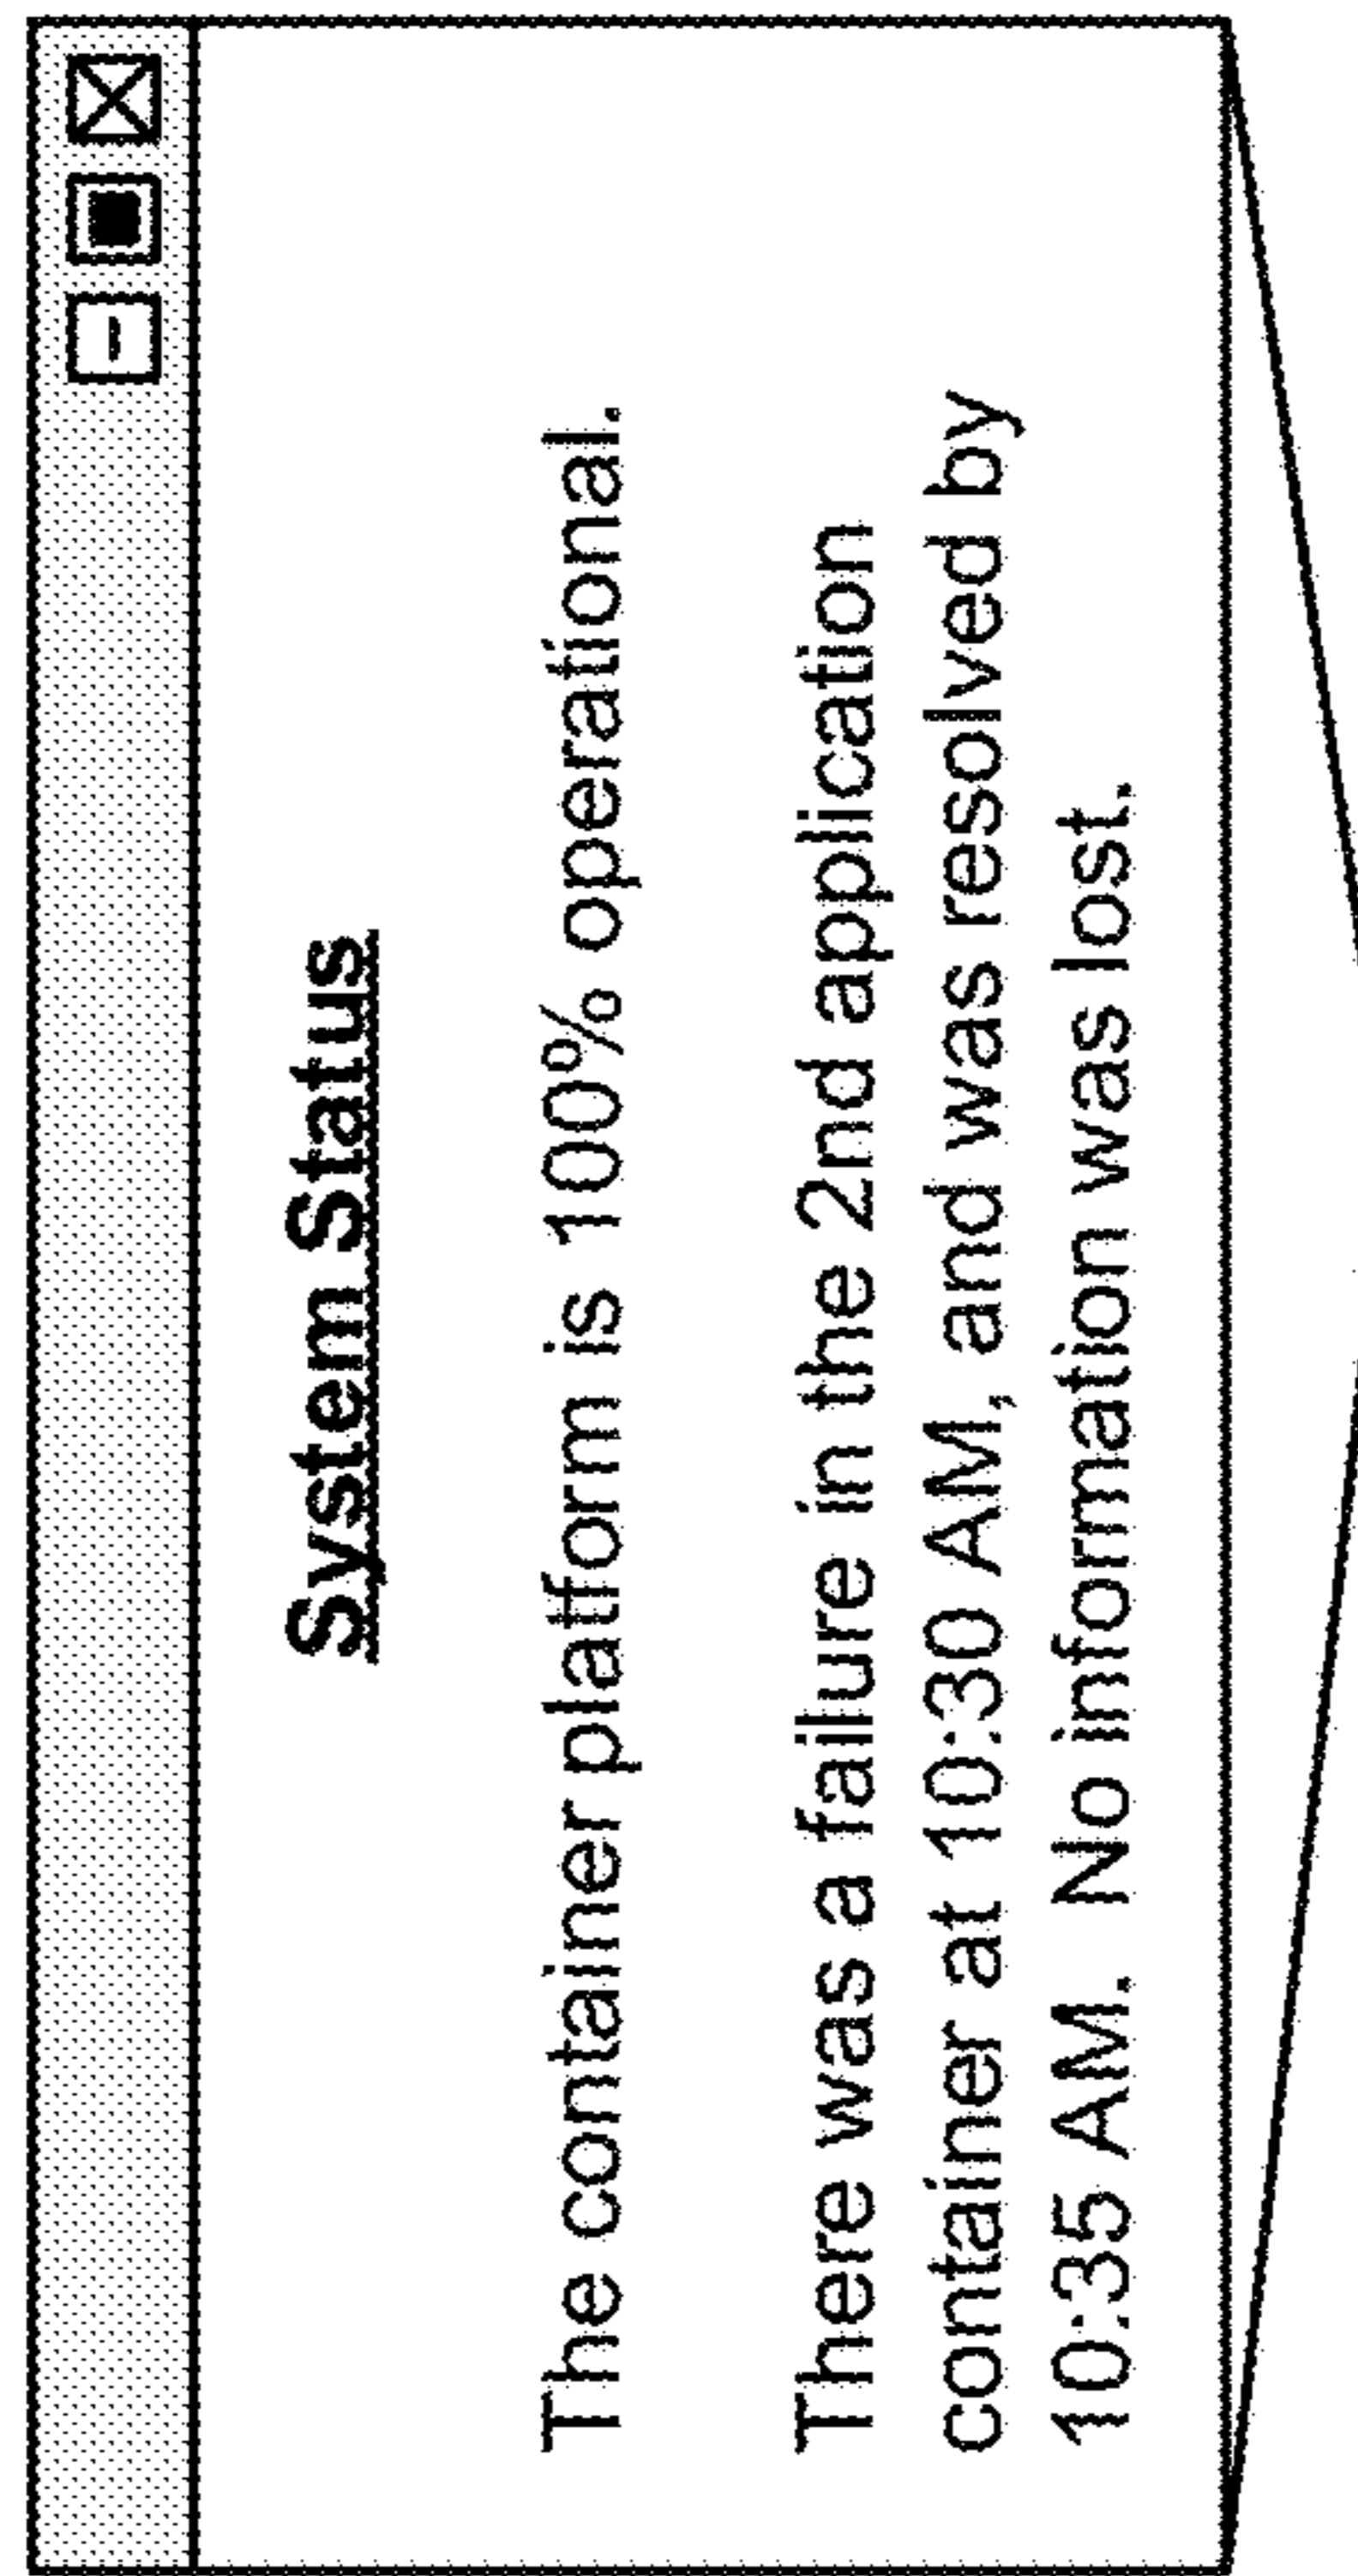 System Status
The container platform is 100% operational.
There was a failure in the 2nd application
container at 10:30 AM, and was resolved by
10:35 AM. No information was lost.